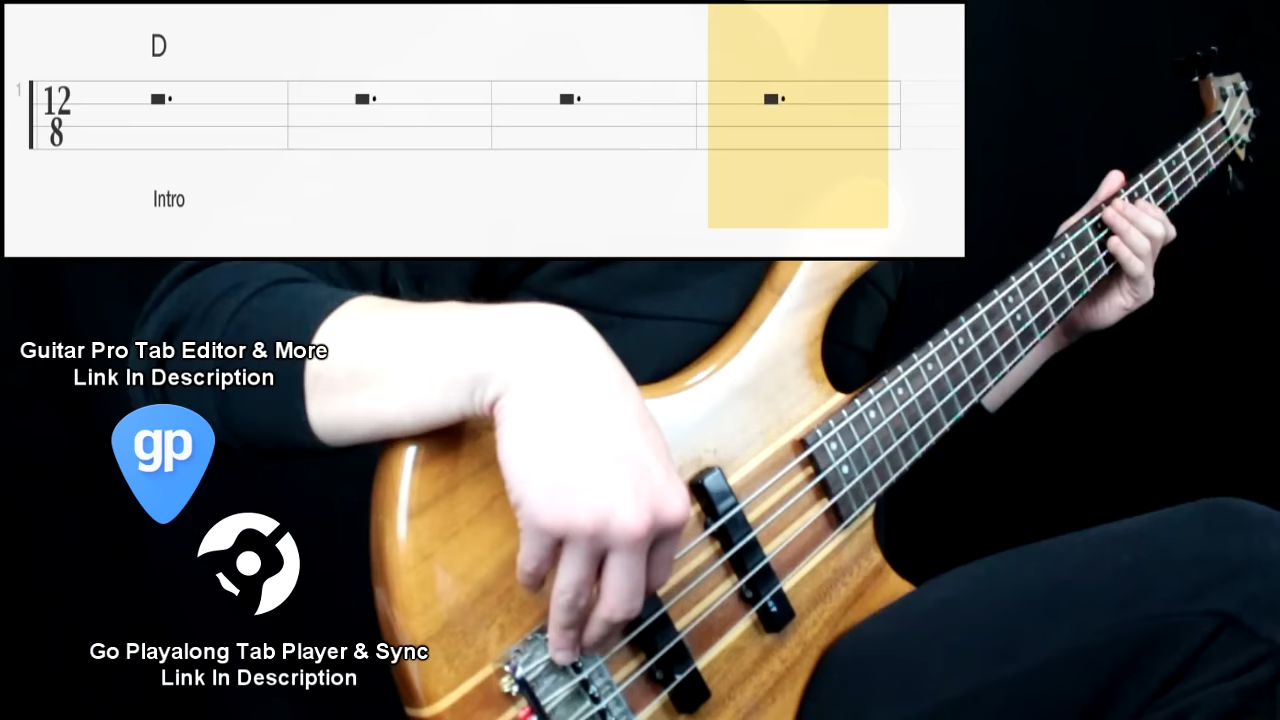 D
1
12
8
Intro
Guitar Pro Tab Editor & More
Link In Description
gp
Go Playalong Tab Player & Sync
Link In Description